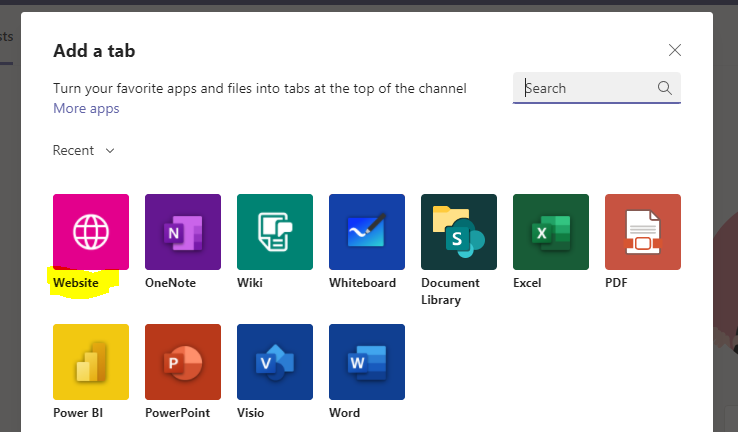 sts
Add a tab
Turn your favorite apps and files into tabs at the top of the channel
More apps
Search
Recent
Website
OneNote
Wiki
Whiteboard
Document
Library
Excel
PDF
N
S
X
Power BI
PowerPoint
Visio
Word
P
V
W